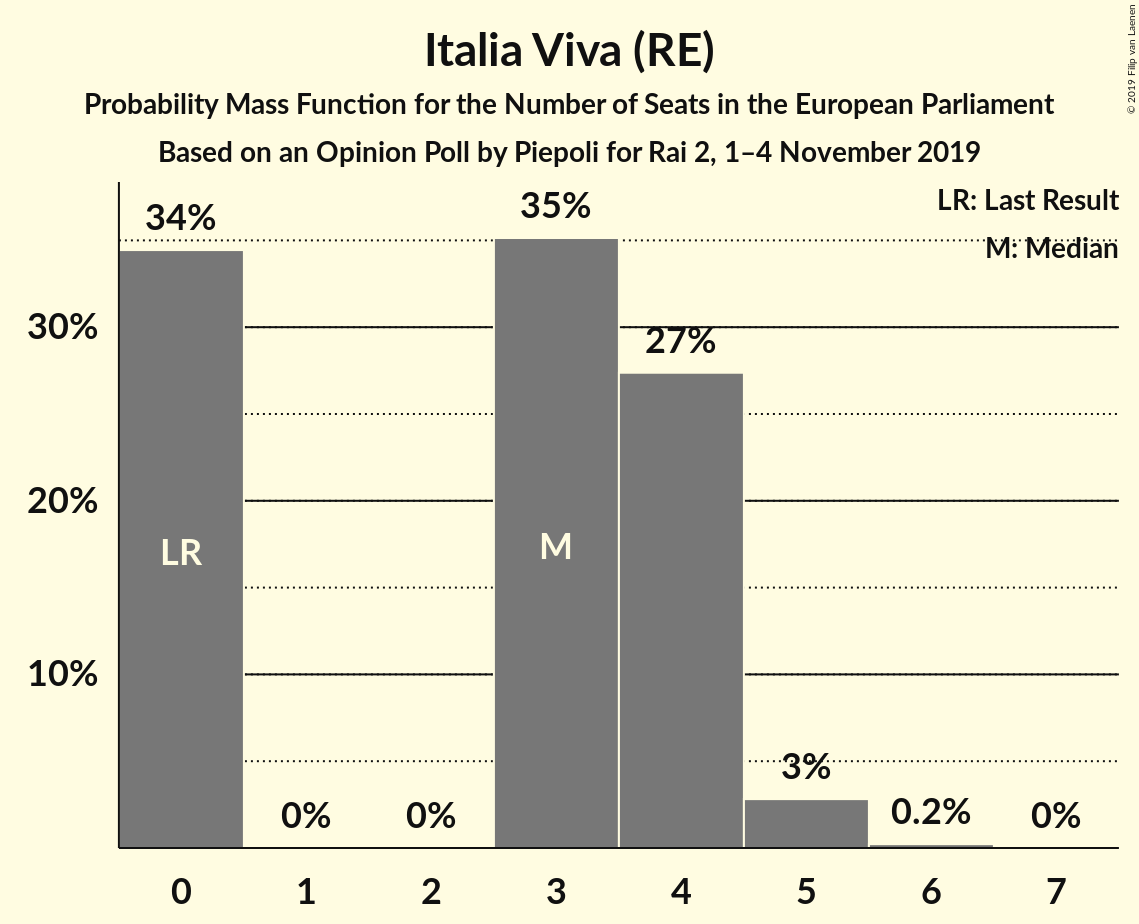 Italia Viva (RE)
Probability Mass Function for the Number of Seats in the European Parliament
Based on an Opinion Poll by Piepoli for Rai 2, 1–4 November 2019
© 2019 Filip van Laenen
LR: Last Result
M: Median
34%
35%
27%
3%
0.2%
0%
0%
0%
30%
20%
10%
LR
M
0 1 2 3 4 5 6 7